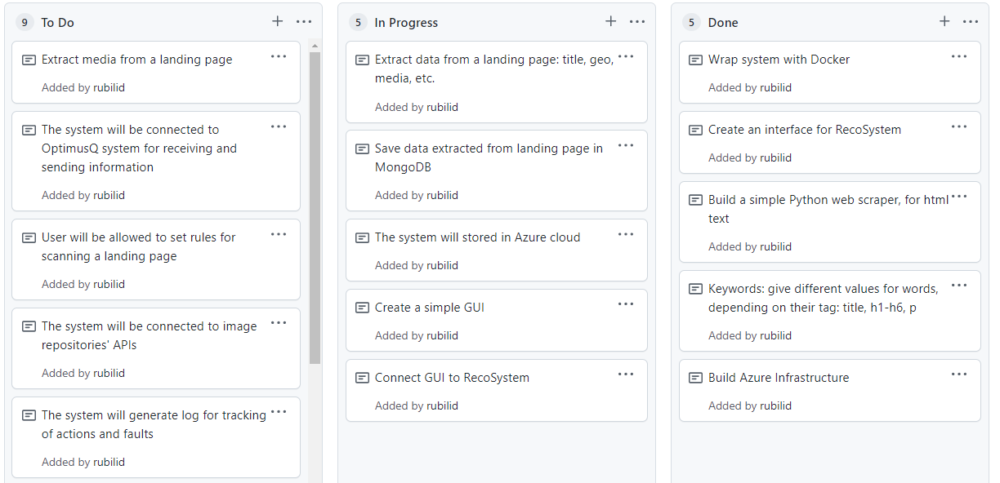 9 To Do
Extract media from a landing page
Added by rubilid
The system will be connected to
OptimusQ system for receiving and
sending information
Added by rubilid
User will be allowed to set rules for
scanning a landing page
Added by rubilid
The system will be connected to image
repositories' APIs
Added by rubilid
The system will generate log for tracking
of actions and faults
Added by rubilid
5 In Progress
Extract data from a landing page: title, geo,
media, etc.
Added by rubilid
Save data extracted from landing page in
MongoDB
Added by rubilid
The system will stored in Azure cloud
Added by rubilid
Create a simple GUI
Added by rubilid
Connect GUI to RecoSystem
Added by rubilid
5 Done
Wrap system with Docker
Added by rubilid
Create an interface for RecoSystem
Added by rubilid
Build a simple Python web scraper, for html
text
Added by rubilid
Keywords: give different values for words,
depending on their tag: title, h1-h6, p
Added by rubilid
Build Azure Infrastructure
Added by rubilid